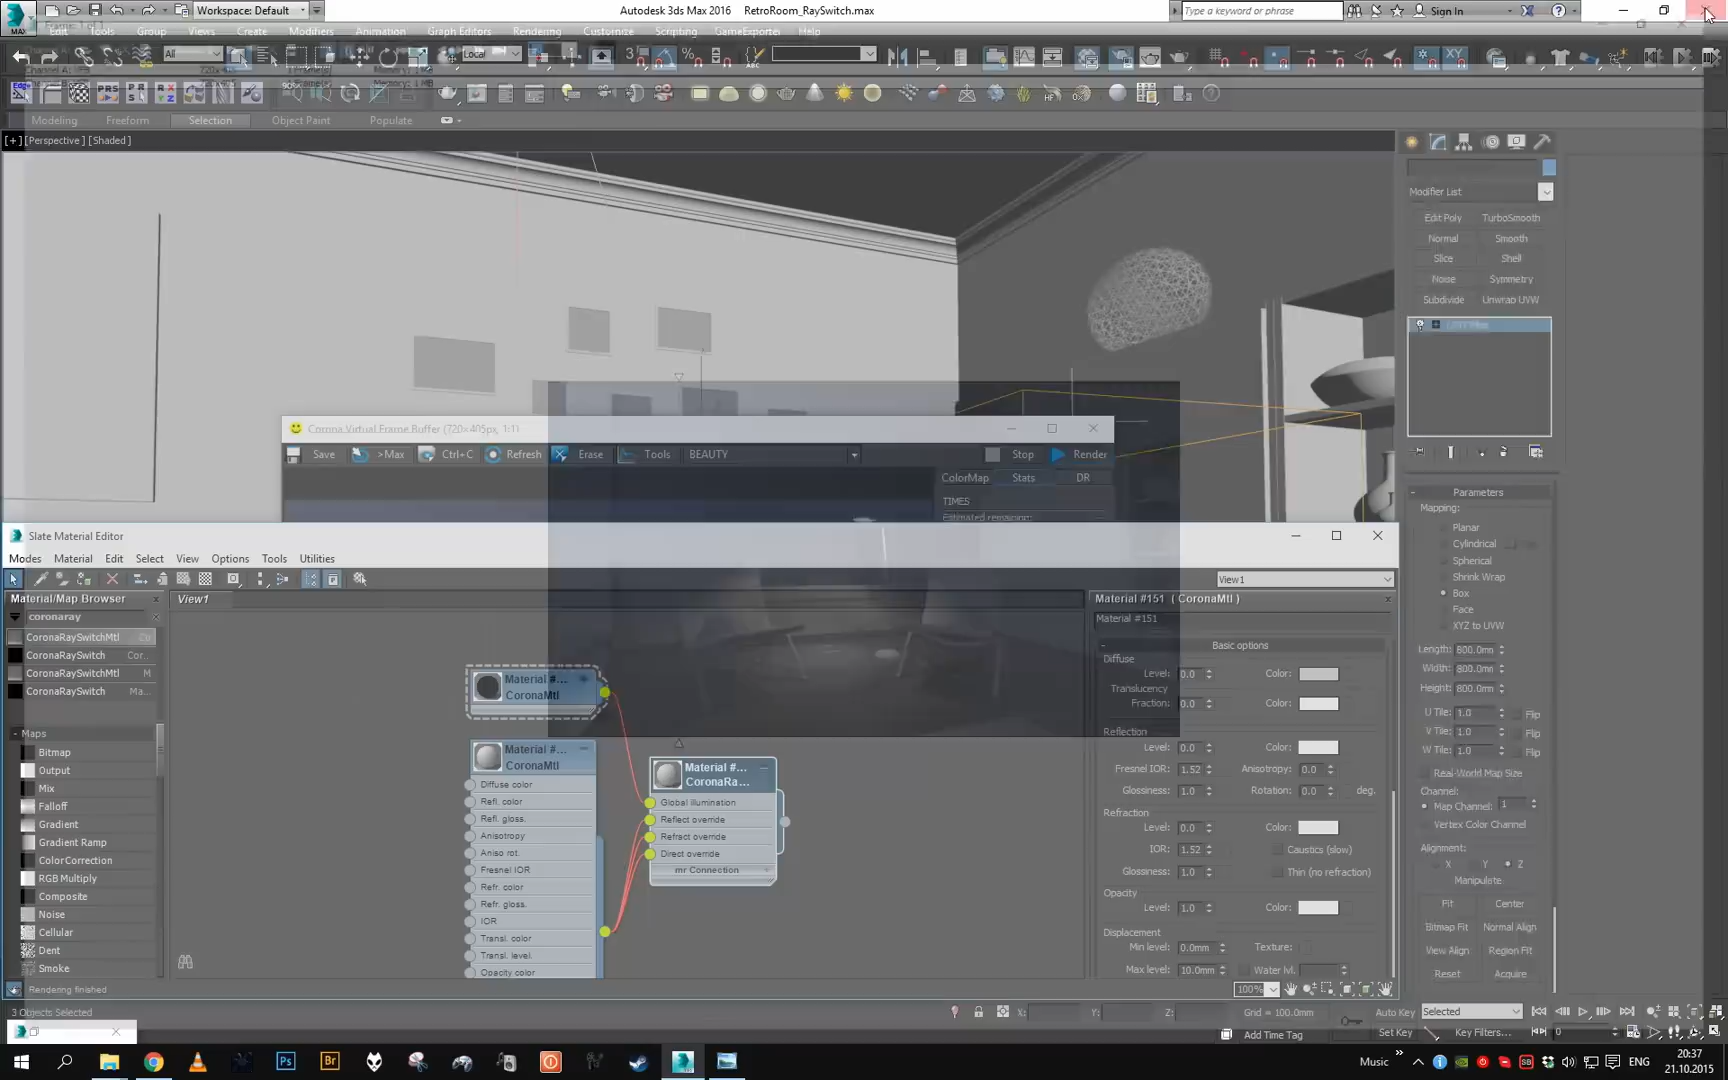 Workspace: Default
Autodesk 3ds Max 2016 RetroRoom_RaySwitch.max
Type a keyword or phrase
Sign In
MAX
Edit Tools Group Views Create Modifiers Animation Graph Editors Rendering Customize Scripting GameExporter Help
All
Local
Modeling Freeform Selection Object Paint Populate
[+] [Perspective] [Shaded]
Modifier List
Edit Poly TurboSmooth
Normal Smooth
Slice Shell
Noise Symmetry
Subdivide Unwrap UVW
Corona Virtual Frame Buffer (720×405px, 1:1)
Save >Max Ctrl+C Refresh Erase Tools BEAUTY Stop Render
ColorMap Stats DR
TIMES
Estimated remaining:
Slate Material Editor
Modes Material Edit Select View Options Tools Utilities
View1
Material/Map Browser
coronaray
CoronaRaySwitchMtl
CoronaRaySwitch Cor...
CoronaRaySwitchMtl M
CoronaRaySwitch Ma...
- Maps
Bitmap
Output
Mix
Falloff
Gradient
Gradient Ramp
ColorCorrection
RGB Multiply
Composite
Noise
Cellular
Dent
Smoke
View1
Material #...
CoronaMtl
Material #...
CoronaMtl
Diffuse color
Refl. color
Refl. gloss.
Anisotropy
Aniso rot.
Fresnel IOR
Refr. color
Refr. gloss.
IOR
Transl. color
Transl. level.
Opacity color
Material #...
CoronaRa...
Global illumination
Reflect override
Refract override
Direct override
mr Connection
Material #151 ( CoronaMtl )
Material #151
Basic options
Diffuse
Level: 0.0 Color:
Translucency
Fraction: 0.0 Color:
Reflection
Level: 0.0 Color:
Fresnel IOR: 1.52 Anisotropy: 0.0
Glossiness: 1.0 Rotation: 0.0 deg.
Refraction
Level: 0.0 Color:
IOR: 1.52 Caustics (slow)
Glossiness: 1.0 Thin (no refraction)
Opacity
Level: 1.0 Color:
Displacement
Min level: 0.0mm Texture:
Max level: 10.0mm Water lvl.
100%
Parameters
Mapping:
Planar
Cylindrical
Spherical
Shrink Wrap
Box
Face
XYZ to UVW
Length: 800.0mm
Width: 800.0mm
Height: 800.0mm
U Tile: 1.0 Flip
V Tile: 1.0 Flip
W Tile: 1.0 Flip
Real-World Map Size
Channel:
Map Channel: 1
Vertex Color Channel
Alignment:
X Y Z
Manipulate
Fit Center
Bitmap Fit Normal Align
View Align Region Fit
Reset Acquire
Rendering finished
3 Objects Selected
X: Y: Z: Grid = 100.0mm
Add Time Tag
Auto Key Selected
Set Key Key Filters... 0
Music
ENG
20:37
21.10.2015